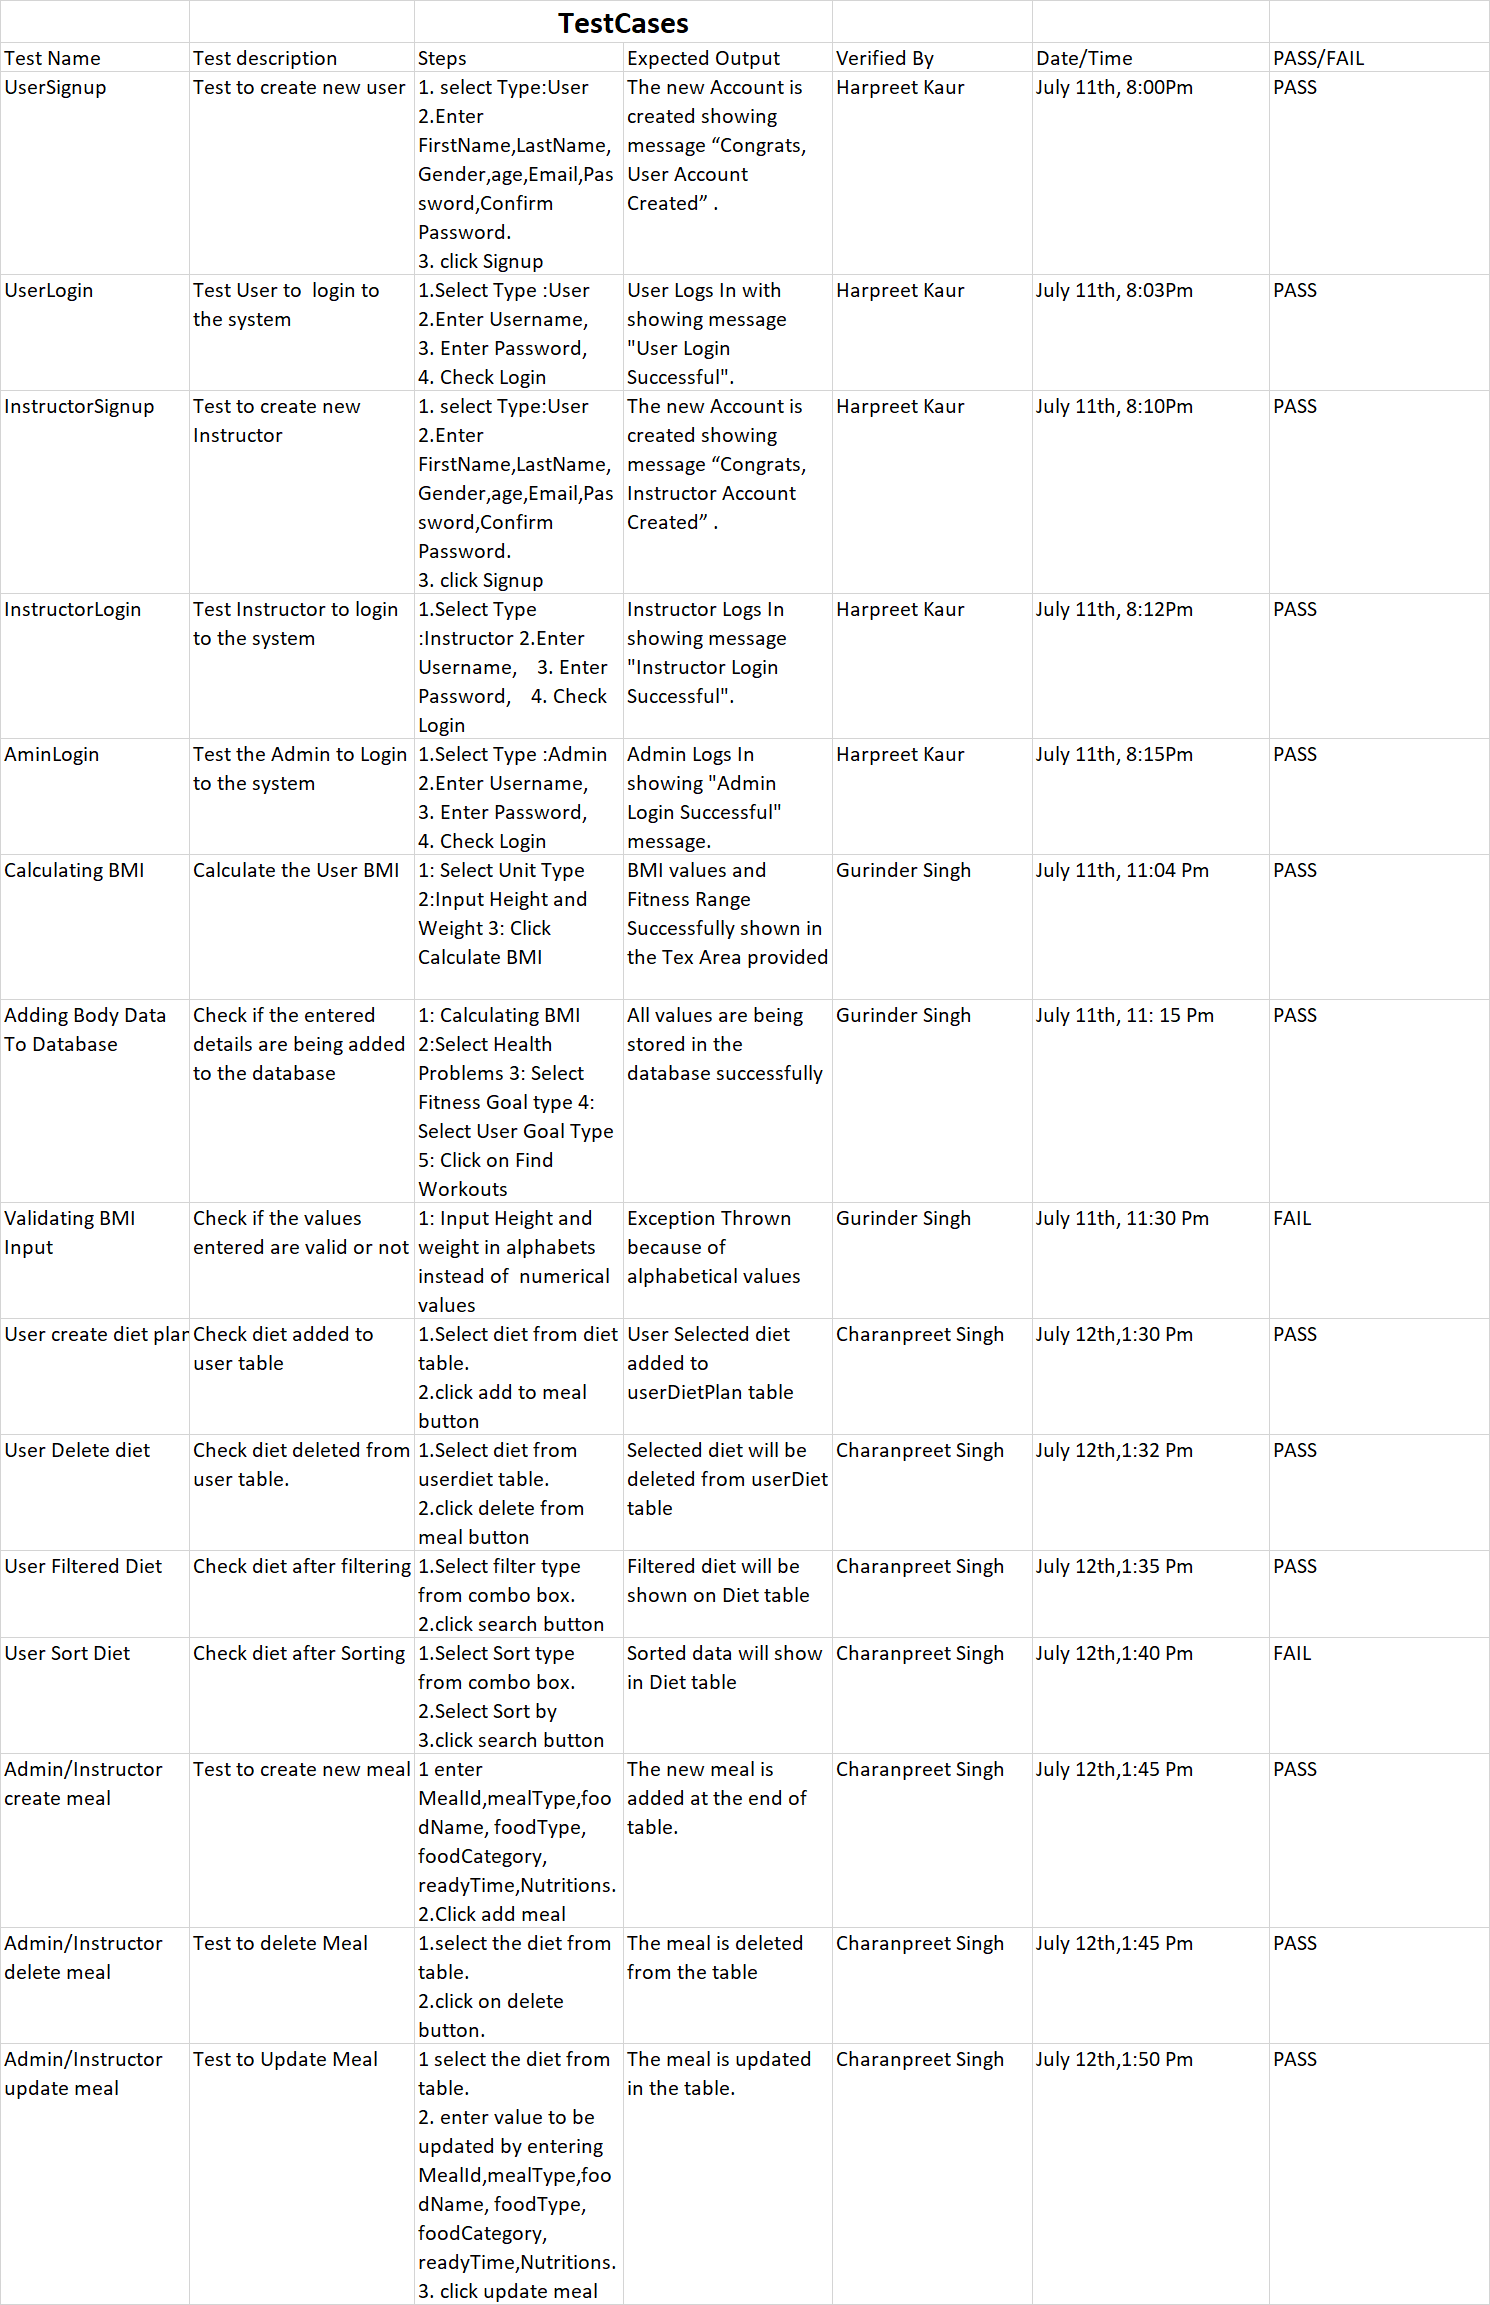 TestCases
Test Name Test description Steps Expected Output Verified By Date/Time PASS/FAIL
UserSignup Test to create new user 1. select Type:User The new Account is Harpreet Kaur July 11th, 8:00Pm PASS
2.Enter created showing
FirstName,LastName, message “Congrats,
Gender,age,Email,Pas User Account
sword,Confirm Created” .
Password.
3. click Signup
UserLogin Test User to  login to 1.Select Type :User User Logs In with Harpreet Kaur July 11th, 8:03Pm PASS
the system 2.Enter Username, showing message
3. Enter Password, "User Login
4. Check Login Successful".
InstructorSignup Test to create new 1. select Type:User The new Account is Harpreet Kaur July 11th, 8:10Pm PASS
Instructor 2.Enter created showing
FirstName,LastName, message “Congrats,
Gender,age,Email,Pas Instructor Account
sword,Confirm Created” .
Password.
3. click Signup
InstructorLogin Test Instructor to login 1.Select Type Instructor Logs In Harpreet Kaur July 11th, 8:12Pm PASS
to the system :Instructor 2.Enter showing message
Username,    3. Enter "Instructor Login
Password,    4. Check Successful".
Login
AminLogin Test the Admin to Login 1.Select Type :Admin Admin Logs In Harpreet Kaur July 11th, 8:15Pm PASS
to the system 2.Enter Username, showing "Admin
3. Enter Password, Login Successful"
4. Check Login message.
Calculating BMI Calculate the User BMI 1: Select Unit Type BMI values and Gurinder Singh July 11th, 11:04 Pm PASS
2:Input Height and Fitness Range
Weight 3: Click Successfully shown in
Calculate BMI the Tex Area provided
Adding Body Data Check if the entered 1: Calculating BMI All values are being Gurinder Singh July 11th, 11: 15 Pm PASS
To Database details are being added 2:Select Health stored in the
to the database Problems 3: Select database successfully
Fitness Goal type 4:
Select User Goal Type
5: Click on Find
Workouts
Validating BMI Check if the values 1: Input Height and Exception Thrown Gurinder Singh July 11th, 11:30 Pm FAIL
Input entered are valid or not weight in alphabets because of
instead of  numerical alphabetical values
values
User create diet plan Check diet added to 1.Select diet from diet User Selected diet Charanpreet Singh July 12th,1:30 Pm PASS
user table table. added to
2.click add to meal userDietPlan table
button
User Delete diet Check diet deleted from 1.Select diet from Selected diet will be Charanpreet Singh July 12th,1:32 Pm PASS
user table. userdiet table. deleted from userDiet
2.click delete from table
meal button
User Filtered Diet Check diet after filtering 1.Select filter type Filtered diet will be Charanpreet Singh July 12th,1:35 Pm PASS
from combo box. shown on Diet table
2.click search button
User Sort Diet Check diet after Sorting 1.Select Sort type Sorted data will show Charanpreet Singh July 12th,1:40 Pm FAIL
from combo box. in Diet table
2.Select Sort by
3.click search button
Admin/Instructor Test to create new meal 1 enter The new meal is Charanpreet Singh July 12th,1:45 Pm PASS
create meal MealId,mealType,foo added at the end of
dName, foodType, table.
foodCategory,
readyTime,Nutritions.
2.Click add meal
Admin/Instructor Test to delete Meal 1.select the diet from The meal is deleted Charanpreet Singh July 12th,1:45 Pm PASS
delete meal table. from the table
2.click on delete
button.
Admin/Instructor Test to Update Meal 1 select the diet from The meal is updated Charanpreet Singh July 12th,1:50 Pm PASS
update meal table. in the table.
2. enter value to be
updated by entering
MealId,mealType,foo
dName, foodType,
foodCategory,
readyTime,Nutritions.
3. click update meal